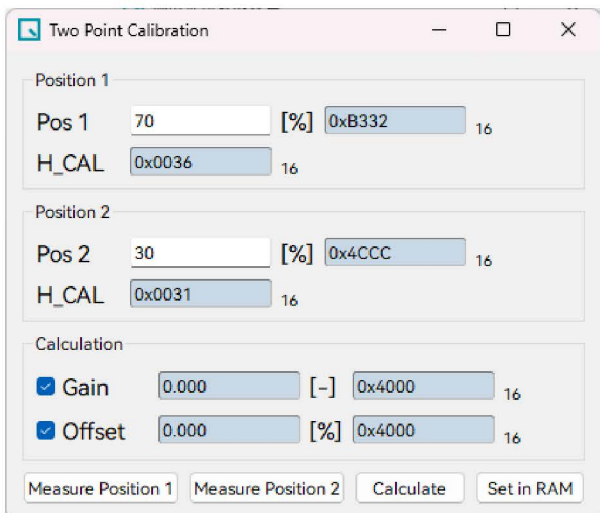 Two Point Calibration
Position 1
Pos 1 70 [%] 0xB332 16
H_CAL 0x0036 16
Position 2
Pos 2 30 [%] 0x4CCC 16
H_CAL 0x0031 16
Calculation
Gain 0.000 [-] 0x4000 16
Offset 0.000 [%] 0x4000 16
Measure Position 1 Measure Position 2 Calculate Set in RAM